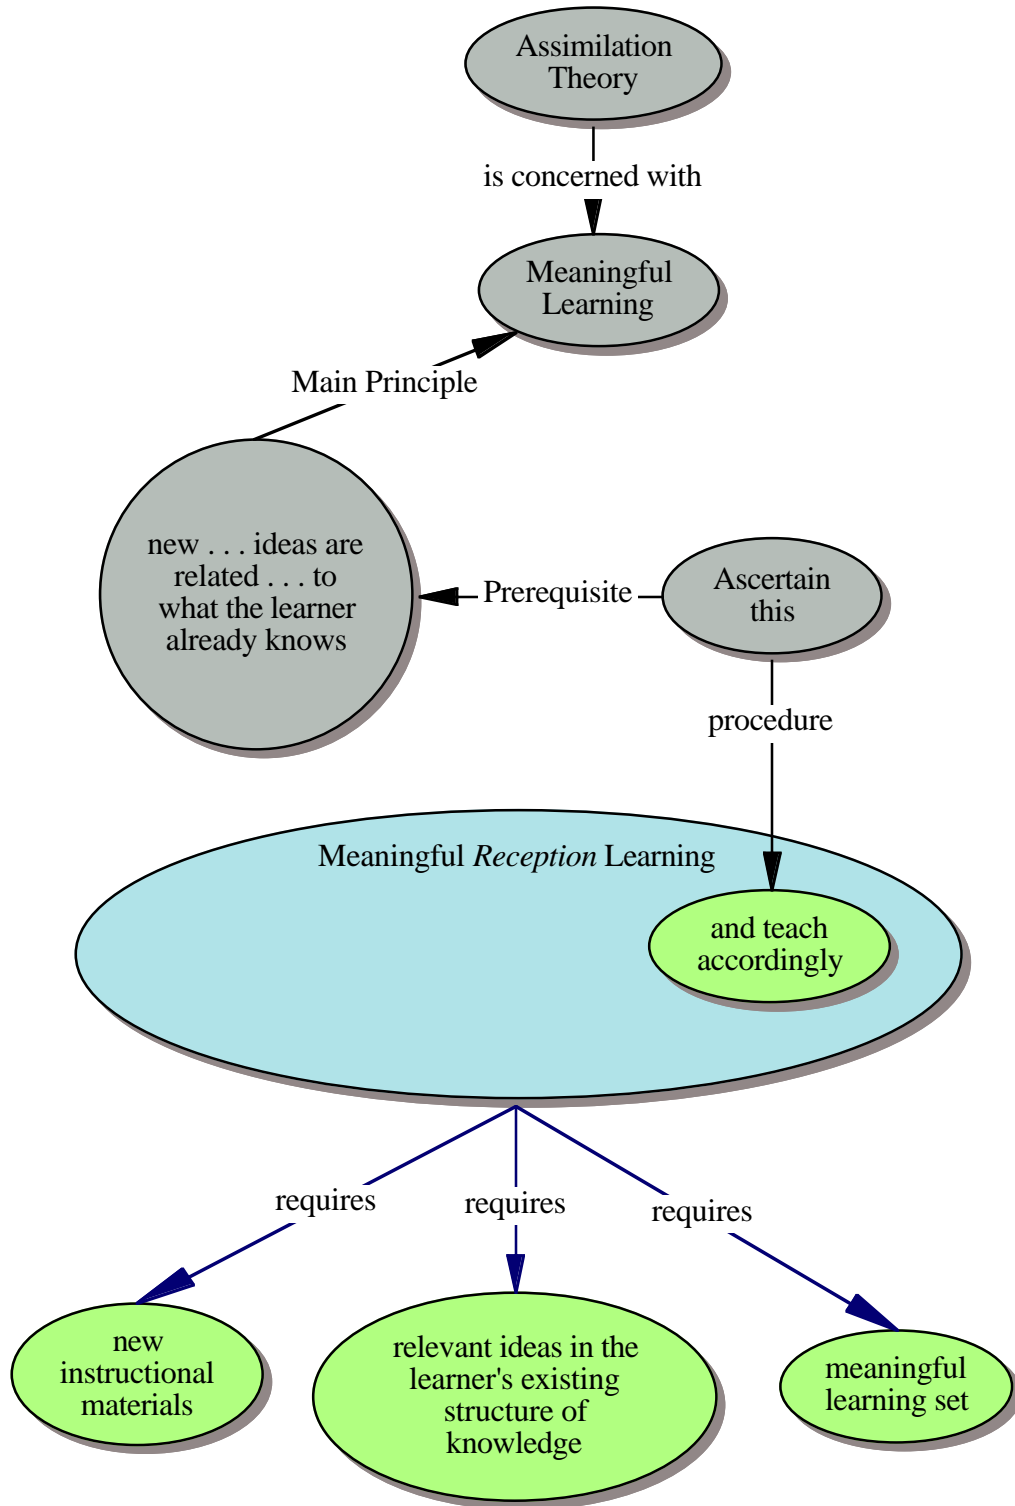 Assimilation
Theory
is concerned with
Meaningful
Learning
Main Principle
new . . . ideas are
related . . . to
what the learner
already knows
Prerequisite
Ascertain
this
procedure
Meaningful Reception Learning
and teach
accordingly
requires
requires
requires
new
instructional
materials
relevant ideas in the
learner's existing
structure of
knowledge
meaningful
learning set